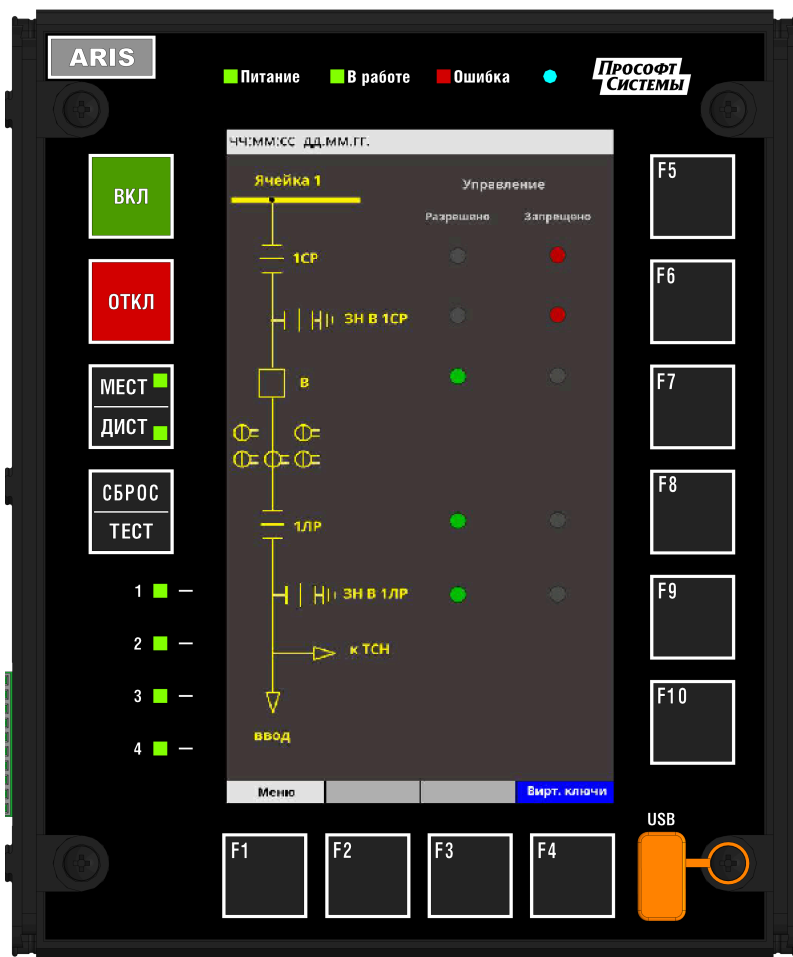 ARIS
Питание
В работе
Ошибка
Прософт
Системы
чч:мм:сс дд.мм.гг.
ВКЛ
ОТКЛ
МЕСТ
ДИСТ
СБРОС
ТЕСТ
1
2
3
4
Ячейка 1
Управление
Разрешено
Запрещено
1СР
ЗН В 1СР
В
1ЛР
ЗН В 1ЛР
к ТСН
ввод
Меню
Вирт. ключи
F5
F6
F7
F8
F9
F10
USB
F1
F2
F3
F4